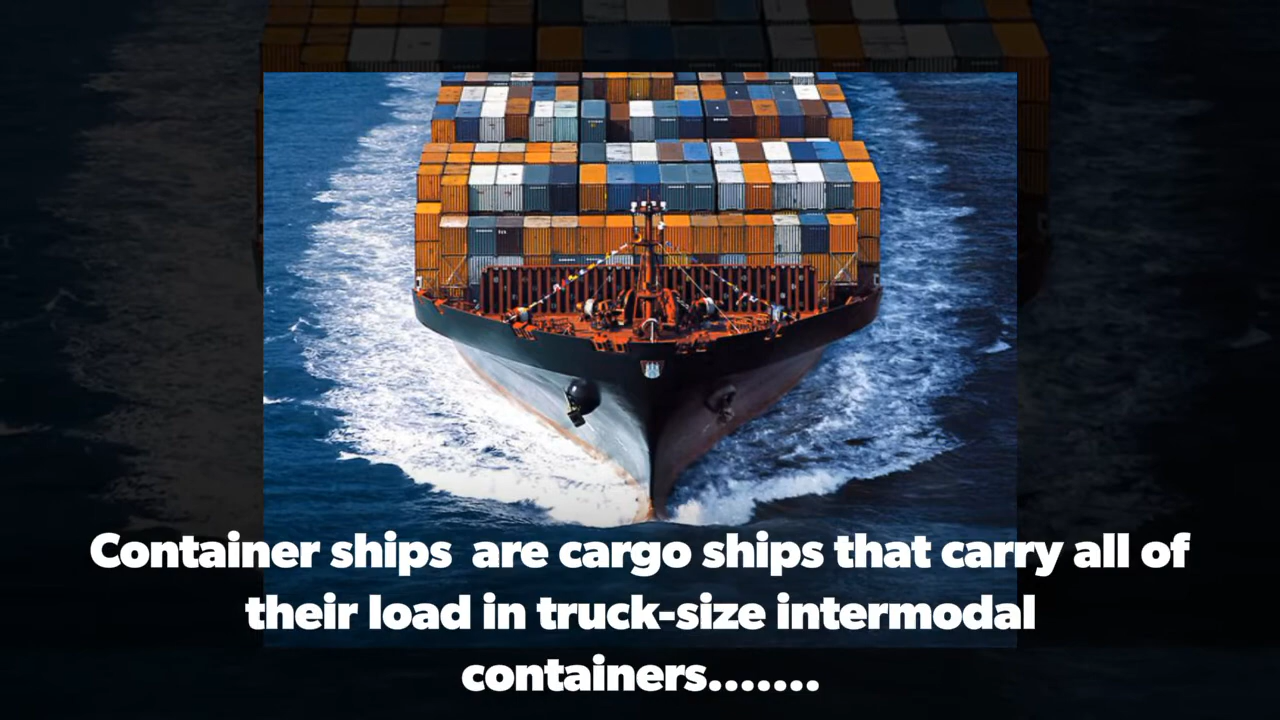 Container ships  are cargo ships that carry all of
their load in truck-size intermodal
containers.......